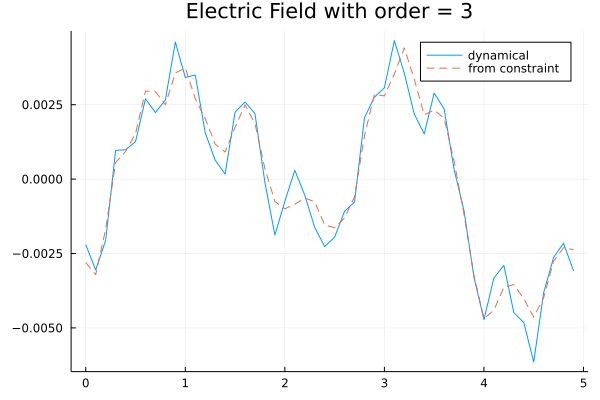 Electric Field with order = 3
dynamical
from constraint
0.0025
0.0000
−0.0025
−0.0050
0 1 2 3 4 5